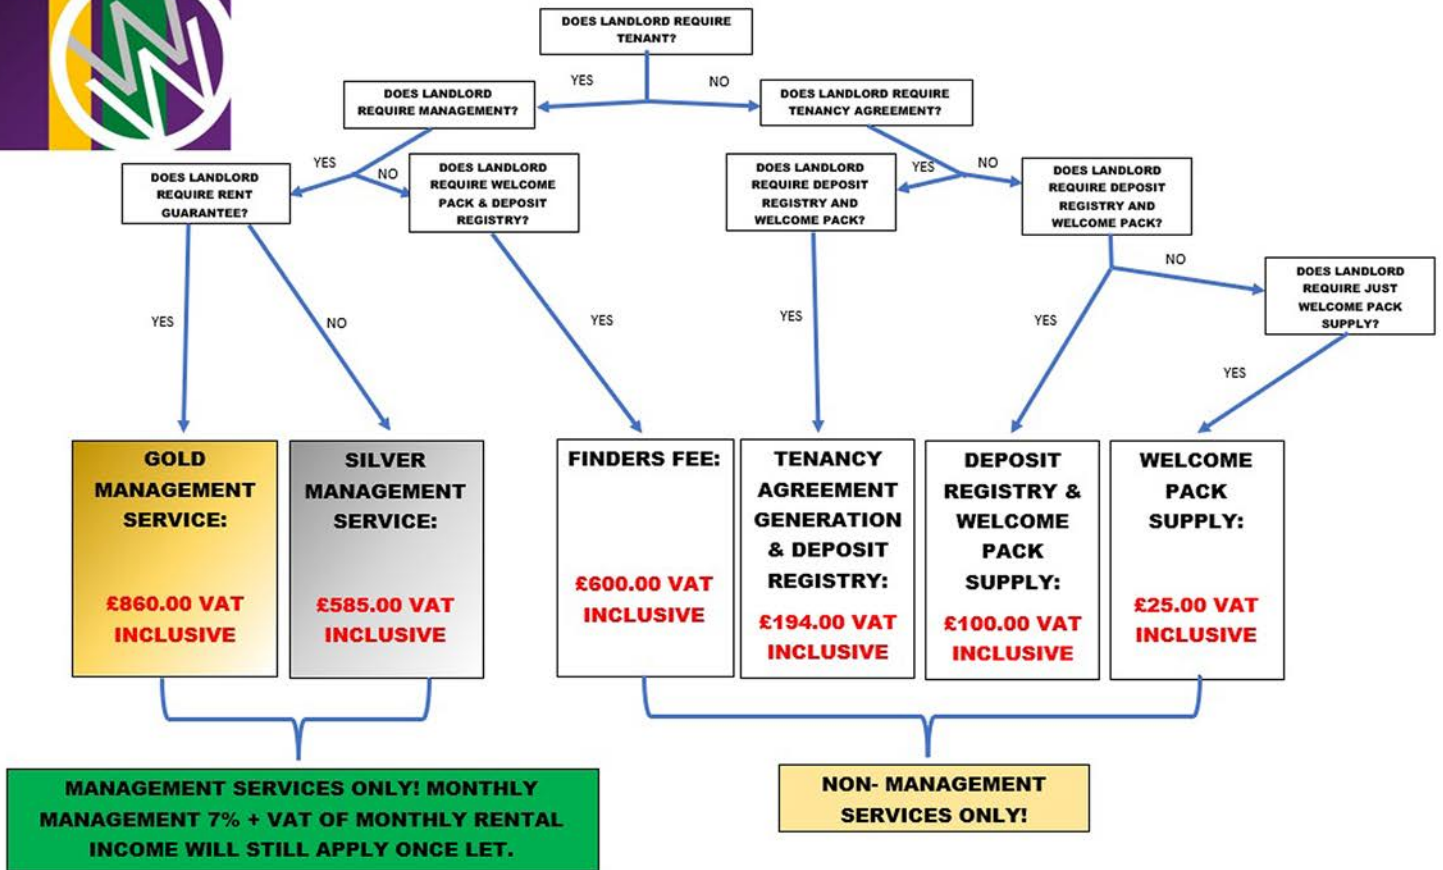 DOES LANDLORD REQUIRE
TENANT?
YES
NO
DOES LANDLORD
REQUIRE MANAGEMENT?
DOES LANDLORD REQUIRE
TENANCY AGREEMENT?
YES
NO
YES
NO
DOES LANDLORD
REQUIRE RENT
GUARANTEE?
DOES LANDLORD
REQUIRE WELCOME
PACK & DEPOSIT
REGISTRY?
DOES LANDLORD
REQUIRE DEPOSIT
REGISTRY AND
WELCOME PACK?
DOES LANDLORD
REQUIRE DEPOSIT
REGISTRY AND
WELCOME PACK?
NO
DOES LANDLORD
REQUIRE JUST
WELCOME PACK
SUPPLY?
YES
NO
YES
YES
YES
YES
GOLD
MANAGEMENT
SERVICE:
£860.00 VAT
INCLUSIVE
SILVER
MANAGEMENT
SERVICE:
£585.00 VAT
INCLUSIVE
FINDERS FEE:
£600.00 VAT
INCLUSIVE
TENANCY
AGREEMENT
GENERATION
& DEPOSIT
REGISTRY:
£194.00 VAT
INCLUSIVE
DEPOSIT
REGISTRY &
WELCOME
PACK
SUPPLY:
£100.00 VAT
INCLUSIVE
WELCOME
PACK
SUPPLY:
£25.00 VAT
INCLUSIVE
MANAGEMENT SERVICES ONLY! MONTHLY
MANAGEMENT 7% + VAT OF MONTHLY RENTAL
INCOME WILL STILL APPLY ONCE LET.
NON- MANAGEMENT
SERVICES ONLY!